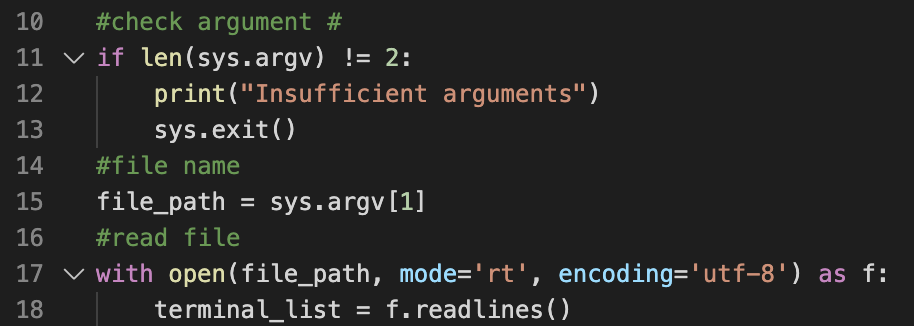 10 #check argument #
11 if len(sys.argv) != 2:
12 print("Insufficient arguments")
13 sys.exit()
14 #file name
15 file_path = sys.argv[1]
16 #read file
17 with open(file_path, mode='rt', encoding='utf-8') as f:
18 terminal_list = f.readlines()